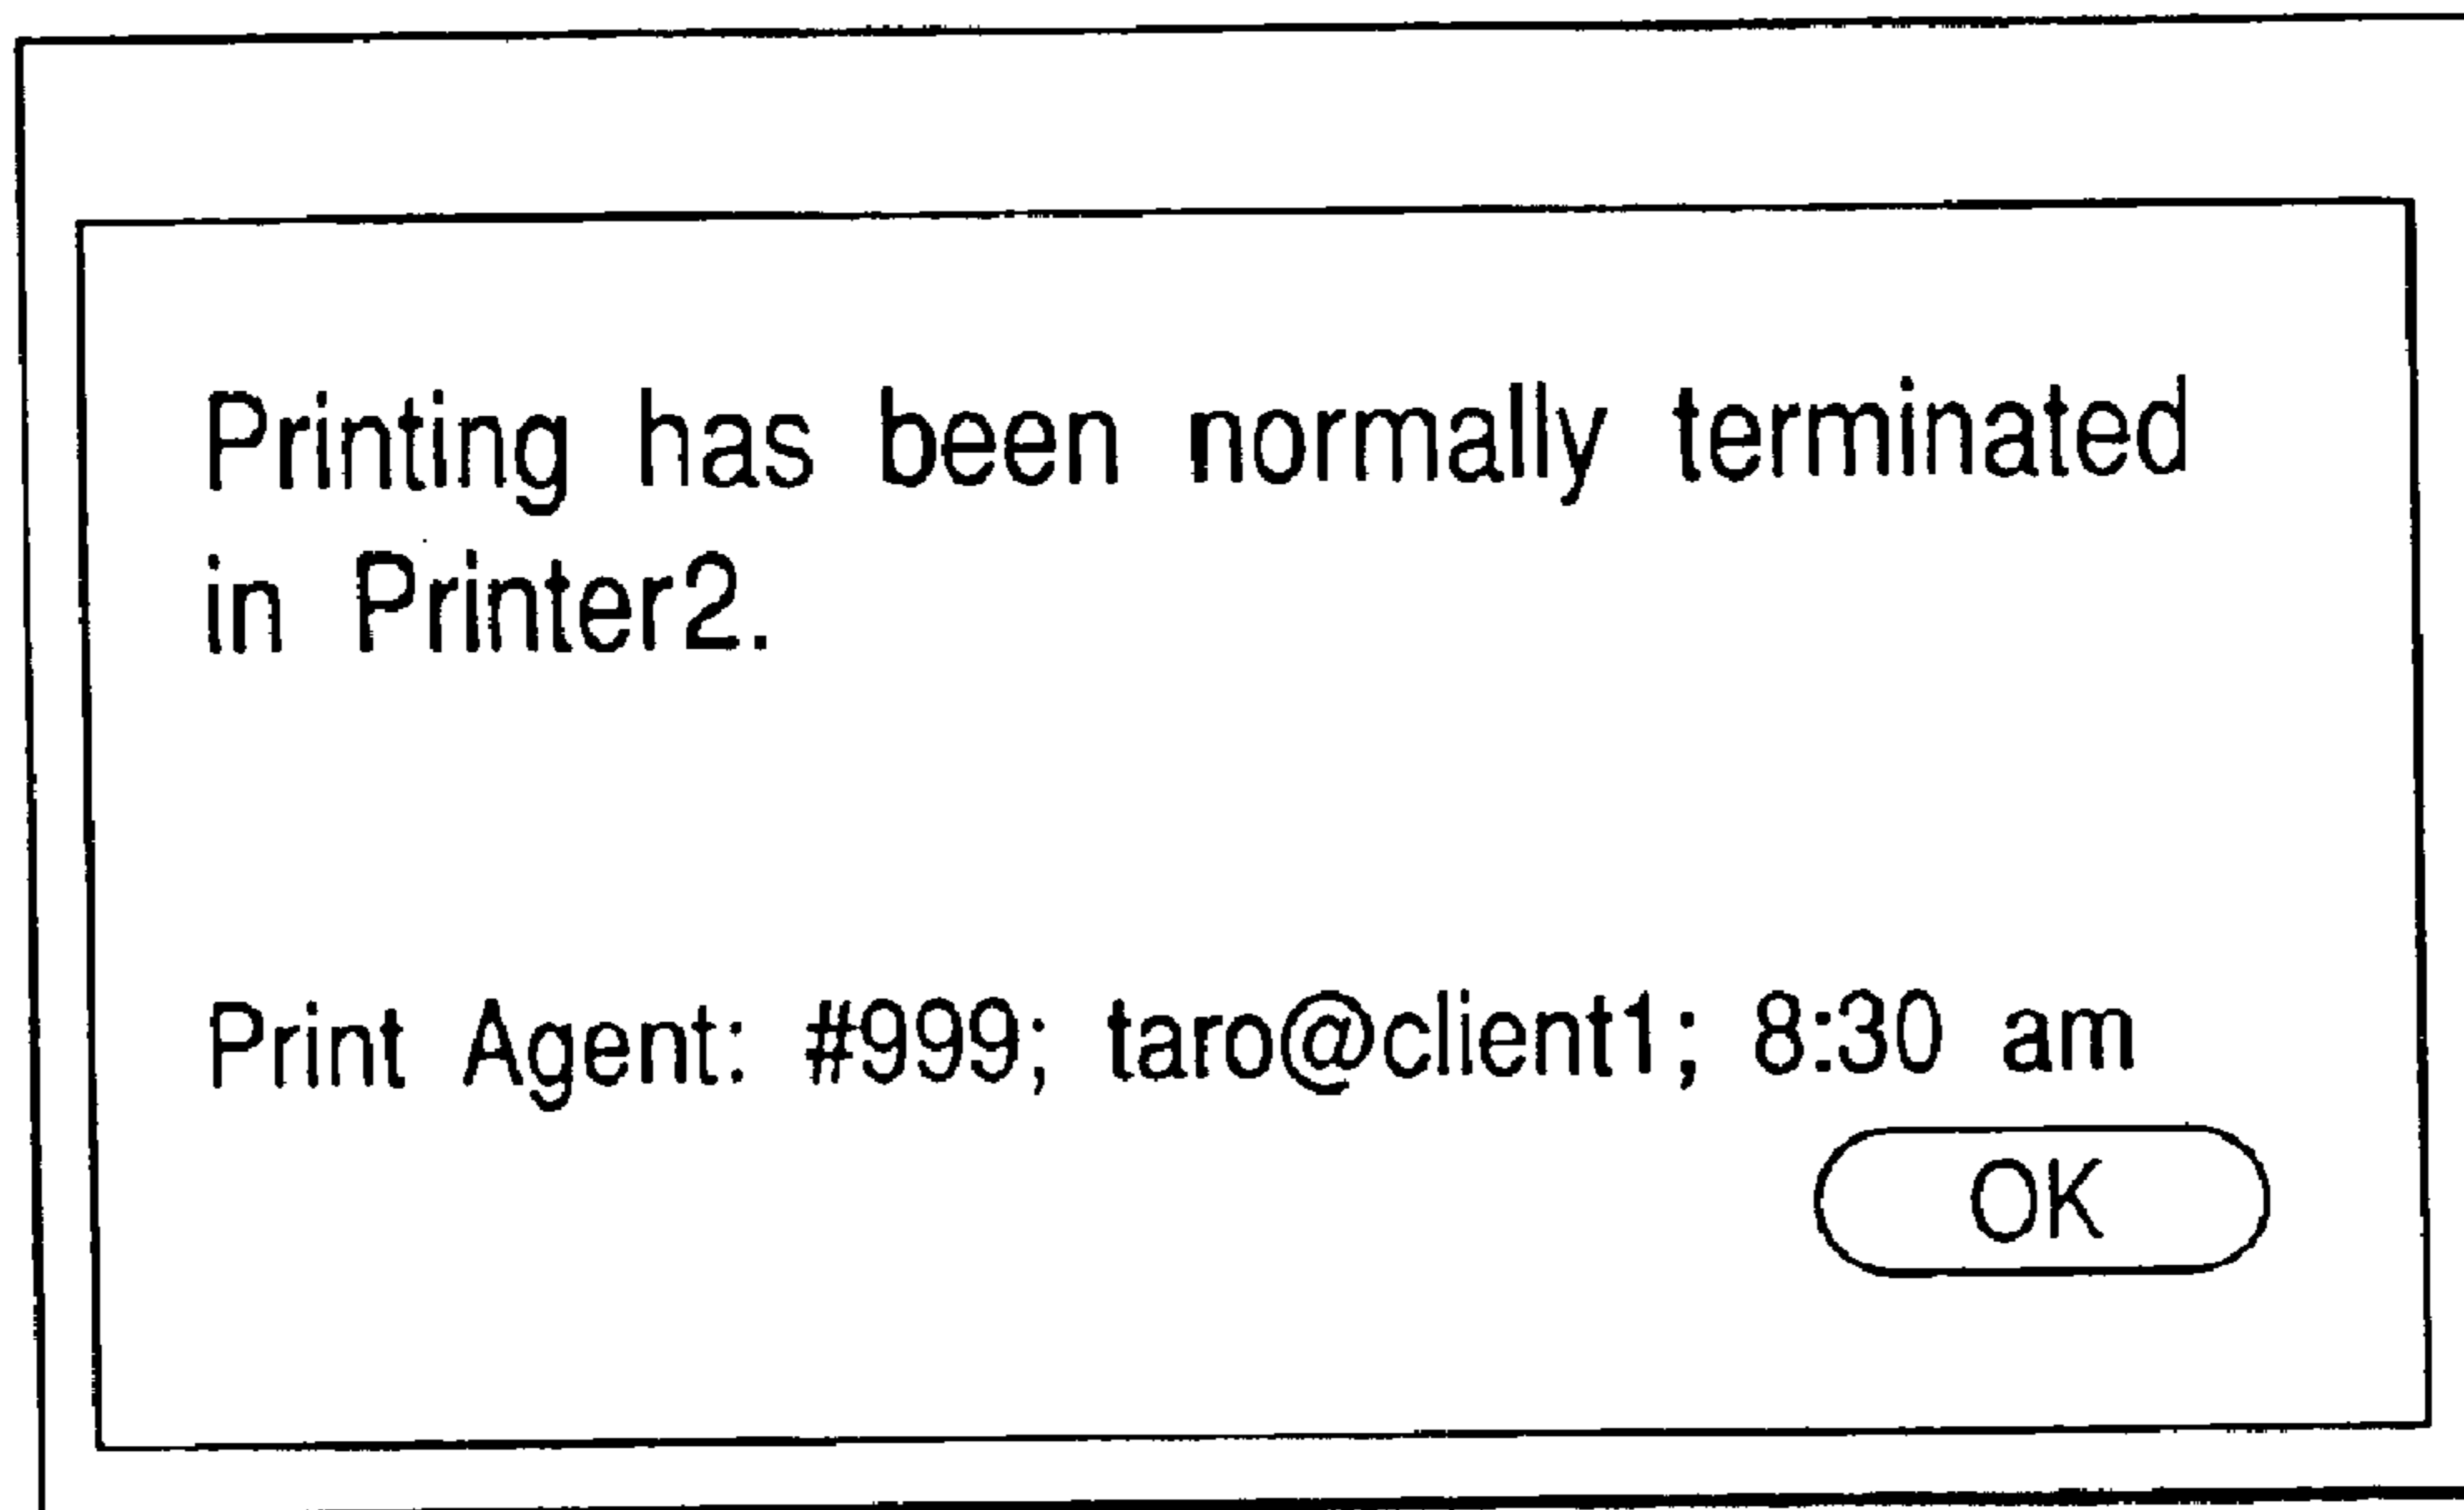 Printing has been normally terminated
in Printer2.
Print Agent: #999; taro@client1; 8:30 am
OK